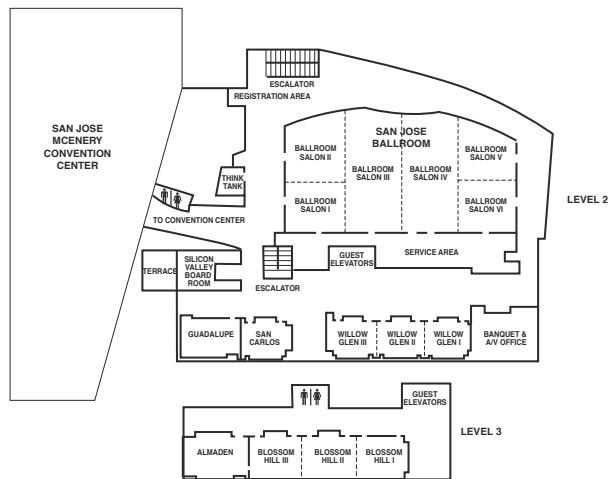 ESCALATOR
REGISTRATION AREA
SAN JOSE
MCENERY
CONVENTION
CENTER
SAN JOSE
BALLROOM
BALLROOM
SALON II
BALLROOM
SALON III
BALLROOM
SALON IV
BALLROOM
SALON V
THINK
TANK
BALLROOM
SALON I
BALLROOM
SALON VI
LEVEL 2
TO CONVENTION CENTER
TERRACE
SILICON
VALLEY
BOARD
ROOM
ESCALATOR
GUEST
ELEVATORS
SERVICE AREA
GUADALUPE
SAN
CARLOS
WILLOW
GLEN III
WILLOW
GLEN II
WILLOW
GLEN I
BANQUET &
A/V OFFICE
GUEST
ELEVATORS
LEVEL 3
ALMADEN
BLOSSOM
HILL III
BLOSSOM
HILL II
BLOSSOM
HILL I